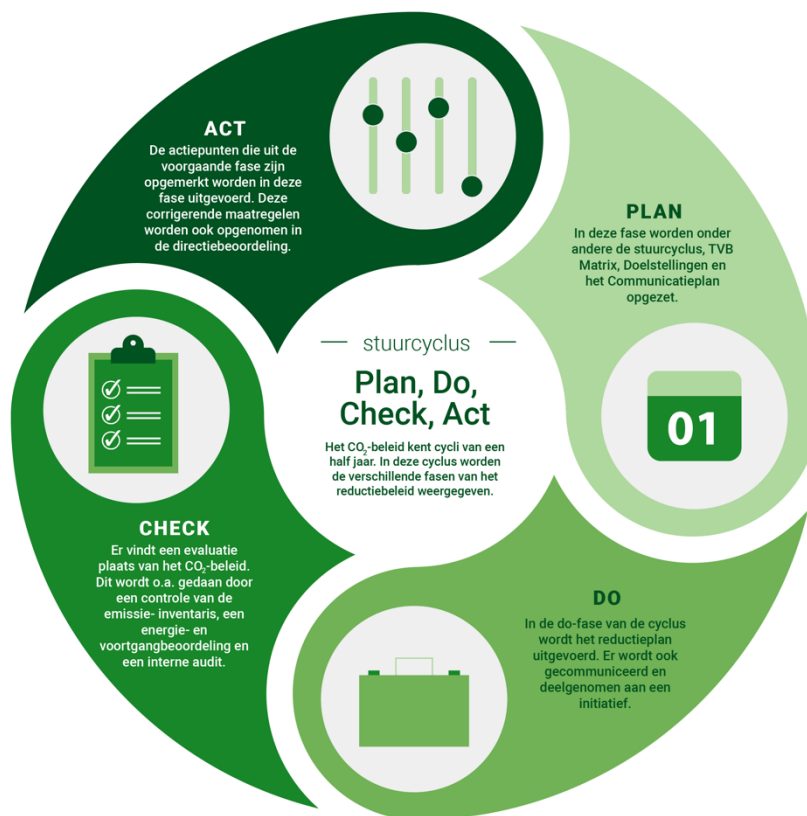 stuurcyclus
Plan, Do,
Check, Act
Het CO₂-beleid kent cycli van een
half jaar. In deze cyclus worden
de verschillende fasen van het
reductiebeleid weergegeven.
PLAN
In deze fase worden onder
andere de stuurcyclus, TVB
Matrix, Doelstellingen en
het Communicatieplan
opgezet.
01
DO
In de do-fase van de cyclus
wordt het reductieplan
uitgevoerd. Er wordt ook
gecommuniceerd en
deelgenomen aan een
initiatief.
CHECK
Er vindt een evaluatie
plaats van het CO₂-beleid.
Dit wordt o.a. gedaan door
een controle van de
emissie- inventaris, een
energie- en
voortgangbeoordeling en
een interne audit.
ACT
De actiepunten die uit de
voorgaande fase zijn
opgemerkt worden in deze
fase uitgevoerd. Deze
corrigerende maatregelen
worden ook opgenomen in
de directiebeoordeling.